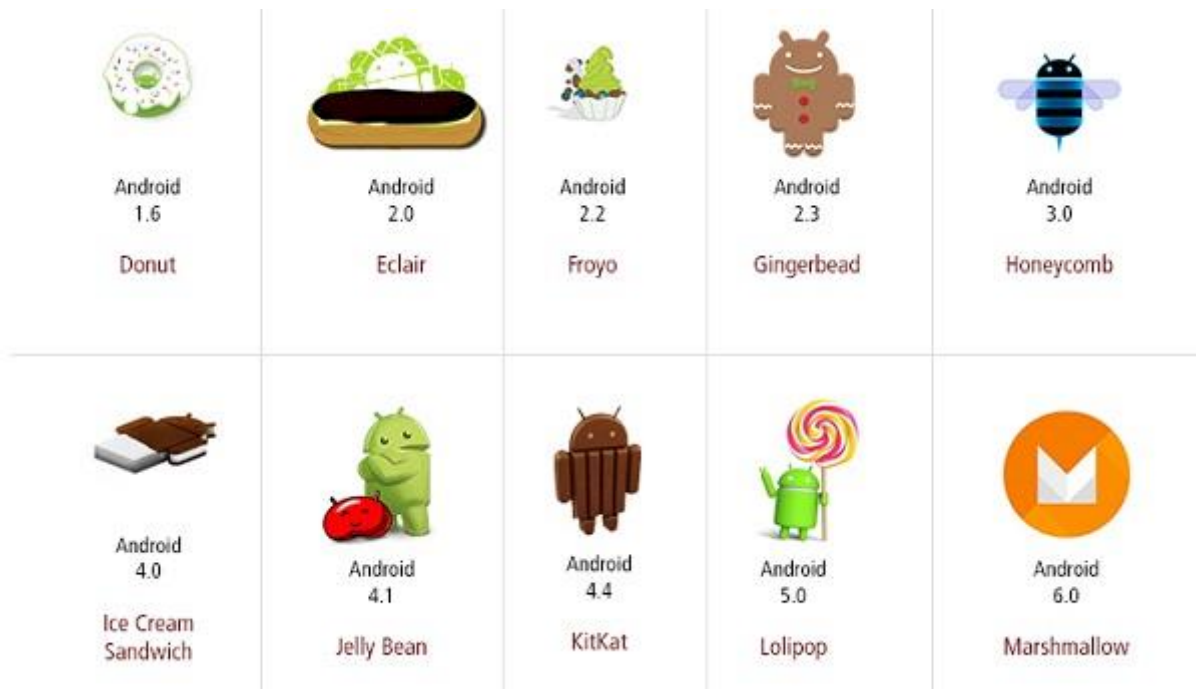 Android
1.6
Donut
Android
2.0
Eclair
Android
2.2
Froyo
Android
2.3
Gingerbead
Android
3.0
Honeycomb
Android
4.0
Ice Cream
Sandwich
Android
4.1
Jelly Bean
Android
4.4
KitKat
Android
5.0
Lolipop
Android
6.0
Marshmallow